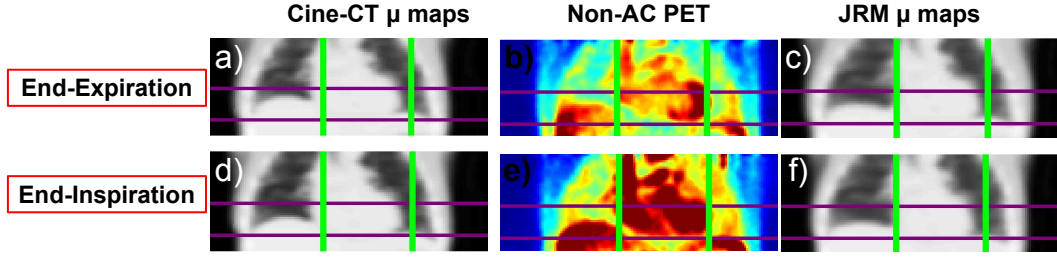 Cine-CT µ maps Non-AC PET JRM µ maps
End-Expiration a) b) c)
End-Inspiration d) e) f)